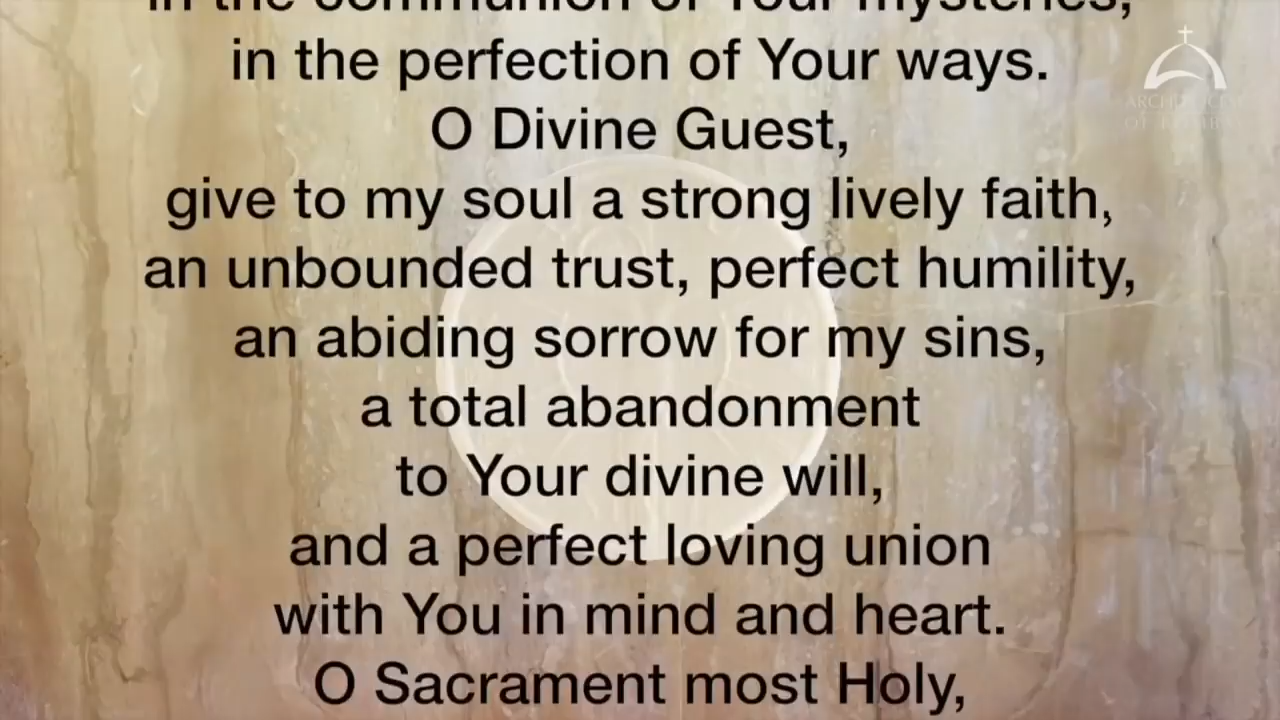 in the communion of Your mysteries,
in the perfection of Your ways.
O Divine Guest,
give to my soul a strong lively faith,
an unbounded trust, perfect humility,
an abiding sorrow for my sins,
a total abandonment
to Your divine will,
and a perfect loving union
with You in mind and heart.
O Sacrament most Holy,